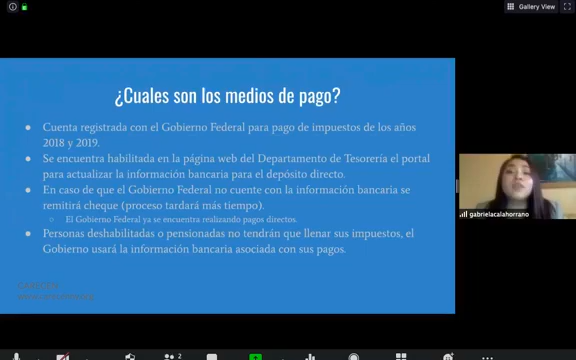 Gallery View
¿Cuales son los medios de pago?
● Cuenta registrada con el Gobierno Federal para pago de impuestos de los años
2018 y 2019.
● Se encuentra habilitada en la página web del Departamento de Tesorería el portal
para actualizar la información bancaria para el depósito directo.
● En caso de que el Gobierno Federal no cuente con la información bancaria se
remitirá cheque (proceso tardará más tiempo).
○ El Gobierno Federal ya se encuentra realizando pagos directos.
● Personas deshabilitadas o pensionadas no tendrán que llenar sus impuestos, el
Gobierno usará la información bancaria asociada con sus pagos.
gabrielacalahorrano
2